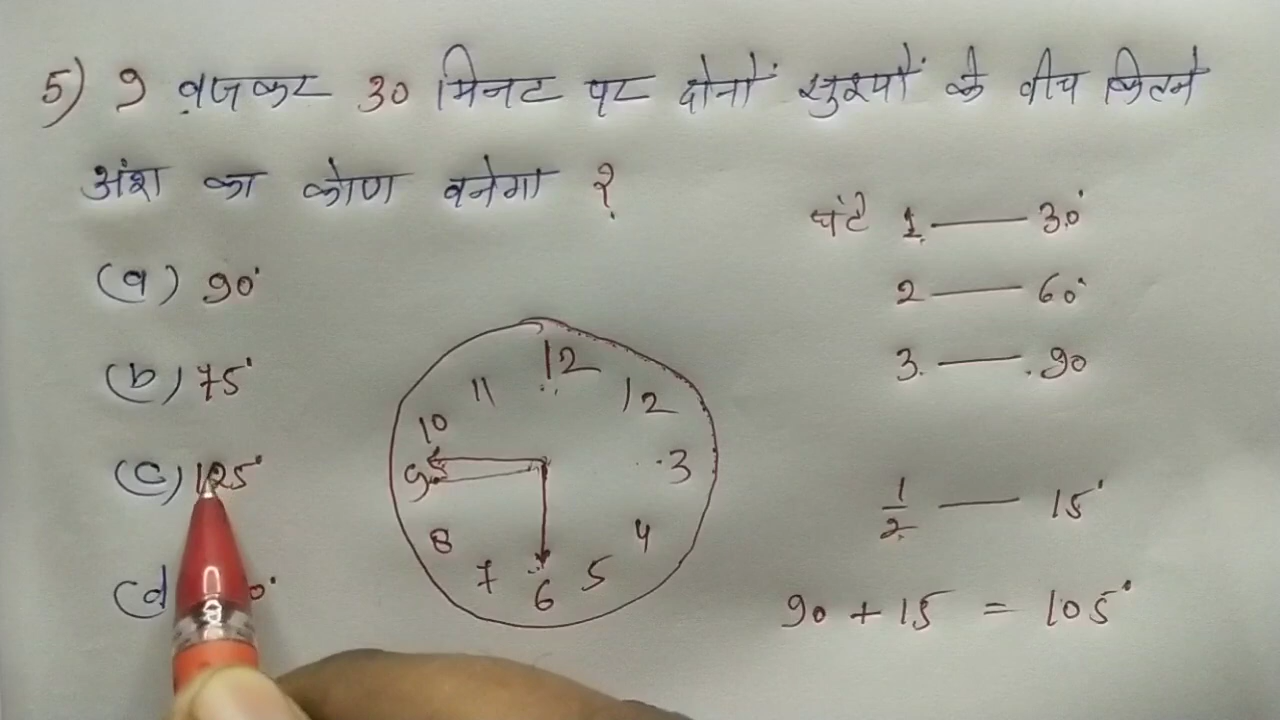 5) 9 बजकर 30 मिनट पर दोनों सुइयों के बीच कितने
अंश का कोण बनेगा ?
(a) 90°
(b) 75°
(c)
(d
घंटे 1 — 30°
2 — 60°
3 — 90
1/2 — 15°
90 + 15 = 105°
12
11
12
10
9
3
8
4
7
5
6